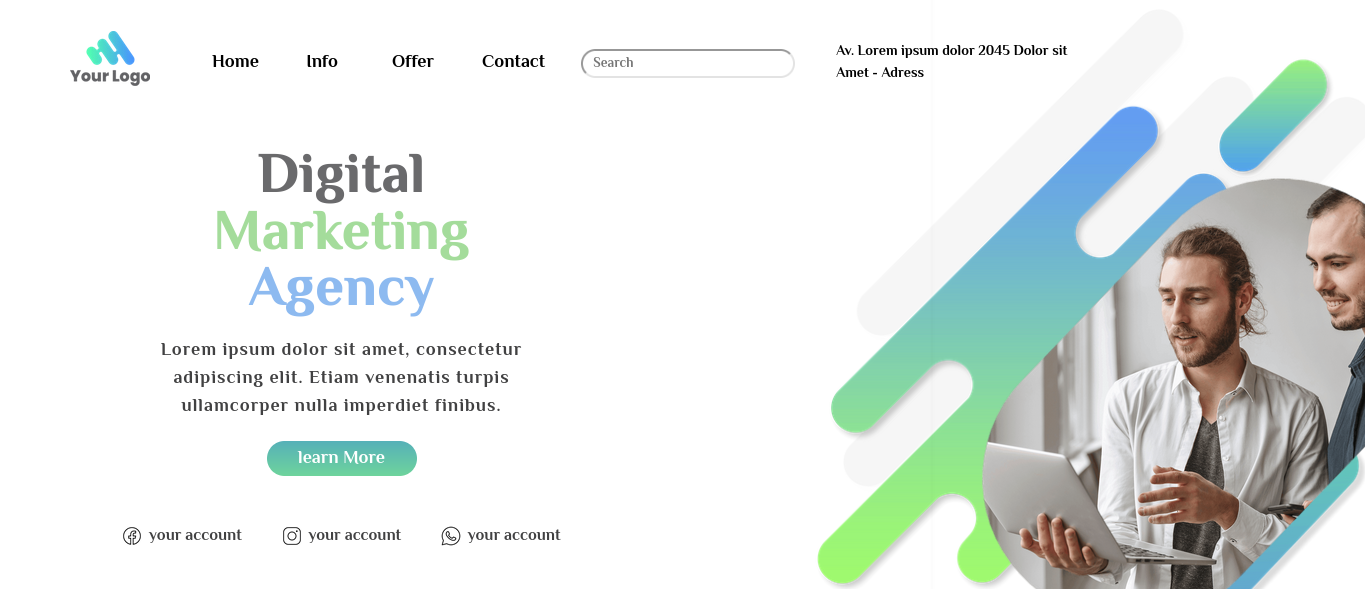 Your Logo
Home Info Offer Contact
Search
Av. Lorem ipsum dolor 2045 Dolor sit
Amet - Adress
Digital
Marketing
Agency
Lorem ipsum dolor sit amet, consectetur
adipiscing elit. Etiam venenatis turpis
ullamcorper nulla imperdiet finibus.
learn More
your account your account your account